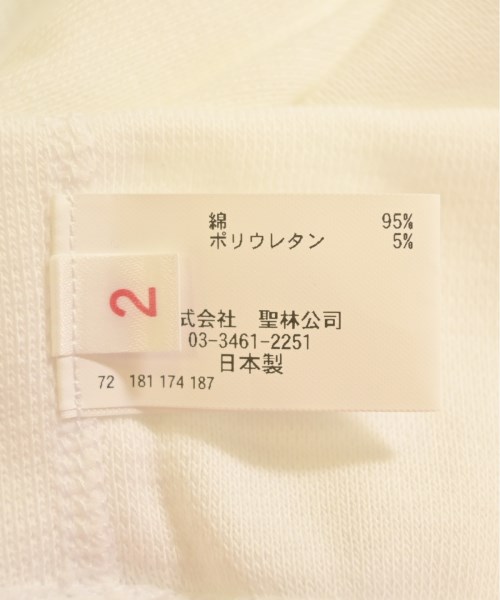 綿 95%
ポリウレタン 5%
2
式会社 聖林公司
03-3461-2251
日本製
72 181 174 187